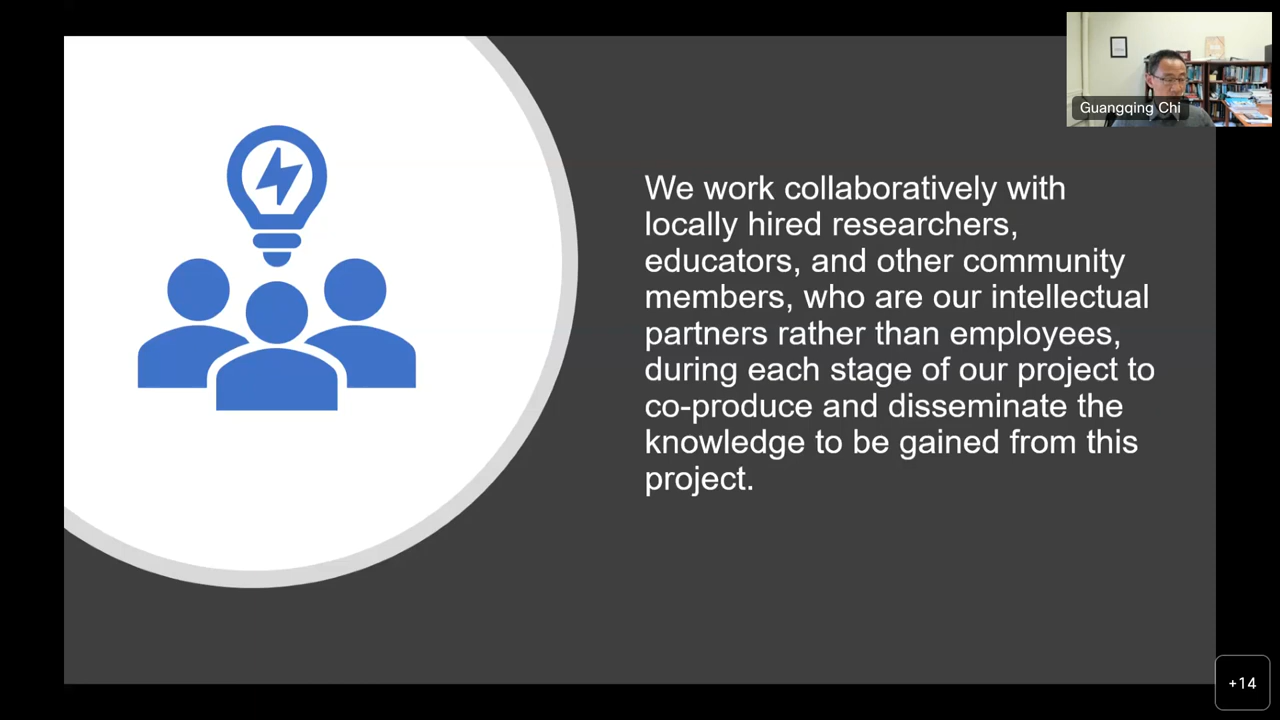 Guangqing Chi
We work collaboratively with
locally hired researchers,
educators, and other community
members, who are our intellectual
partners rather than employees,
during each stage of our project to
co-produce and disseminate the
knowledge to be gained from this
project.
+14